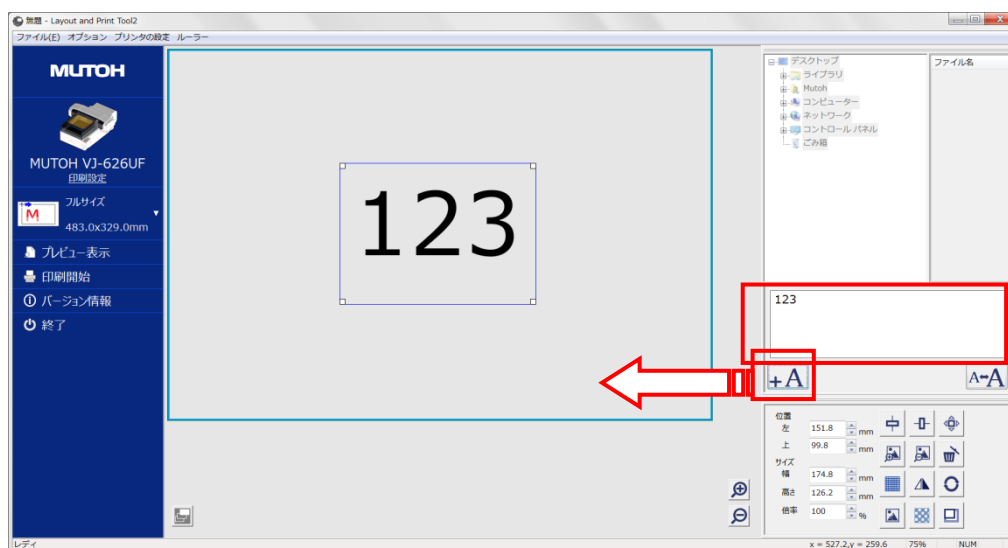 無題 - Layout and Print Tool2
ファイル(E) オプション プリンタの設定 ルーラー
MUTOH
MUTOH VJ-626UF
印刷設定
M
フルサイズ
483.0x329.0mm
プレビュー表示
印刷開始
バージョン情報
終了
123
デスクトップ
ライブラリ
Mutoh
コンピューター
ネットワーク
コントロール パネル
ごみ箱
ファイル名
123
+A
A↔A
位置
左 151.8 mm
上 99.8 mm
サイズ
幅 174.8 mm
高さ 126.2 mm
倍率 100 %
レディ
x = 527.2,y = 259.6 75% NUM